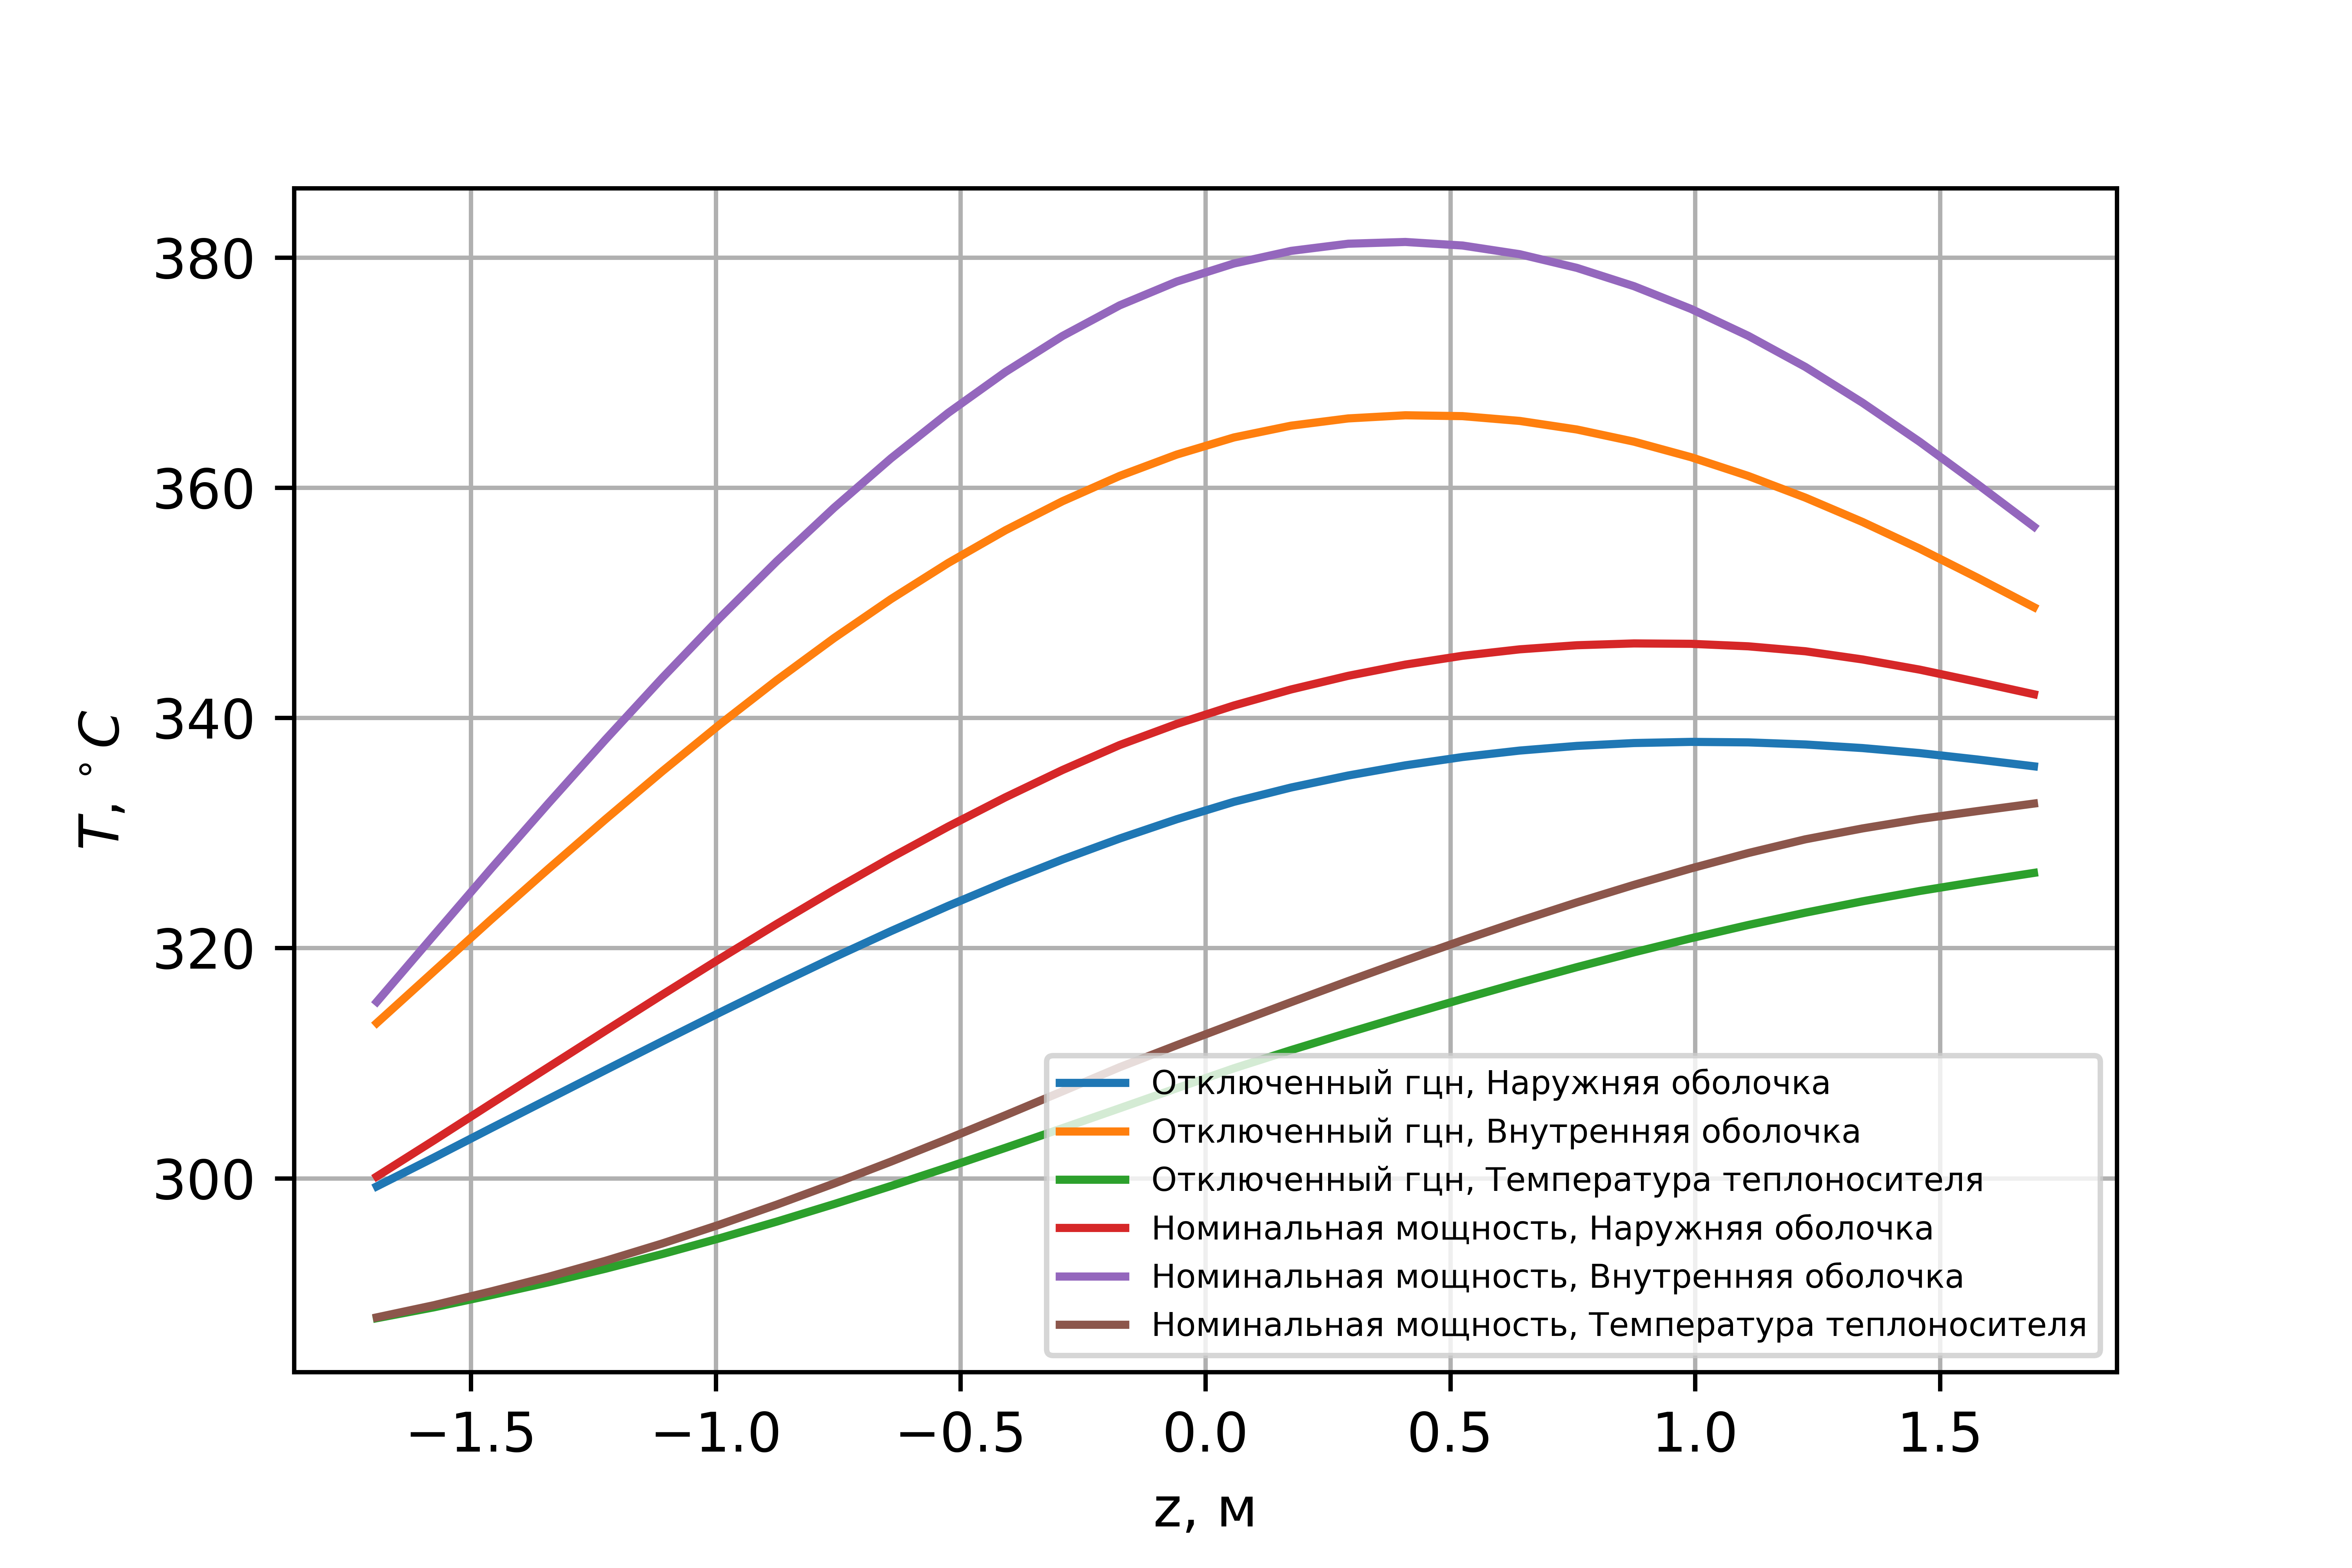 380
360
340
320
300
T, °C
−1.5
−1.0
−0.5
0.0
0.5
1.0
1.5
z, м
Отключенный гцн, Наружняя оболочка
Отключенный гцн, Внутренняя оболочка
Отключенный гцн, Температура теплоносителя
Номинальная мощность, Наружняя оболочка
Номинальная мощность, Внутренняя оболочка
Номинальная мощность, Температура теплоносителя